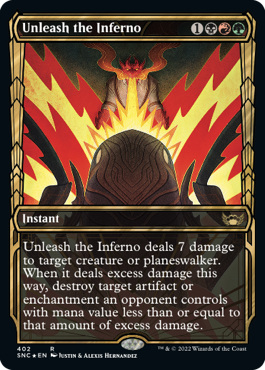 Unleash the Inferno 1
Instant
Unleash the Inferno deals 7 damage
to target creature or planeswalker.
When it deals excess damage this
way, destroy target artifact or
enchantment an opponent controls
with mana value less than or equal to
that amount of excess damage.
402 R
SNC★EN Justin & Alexis Hernandez ™ & © 2022 Wizards of the Coast